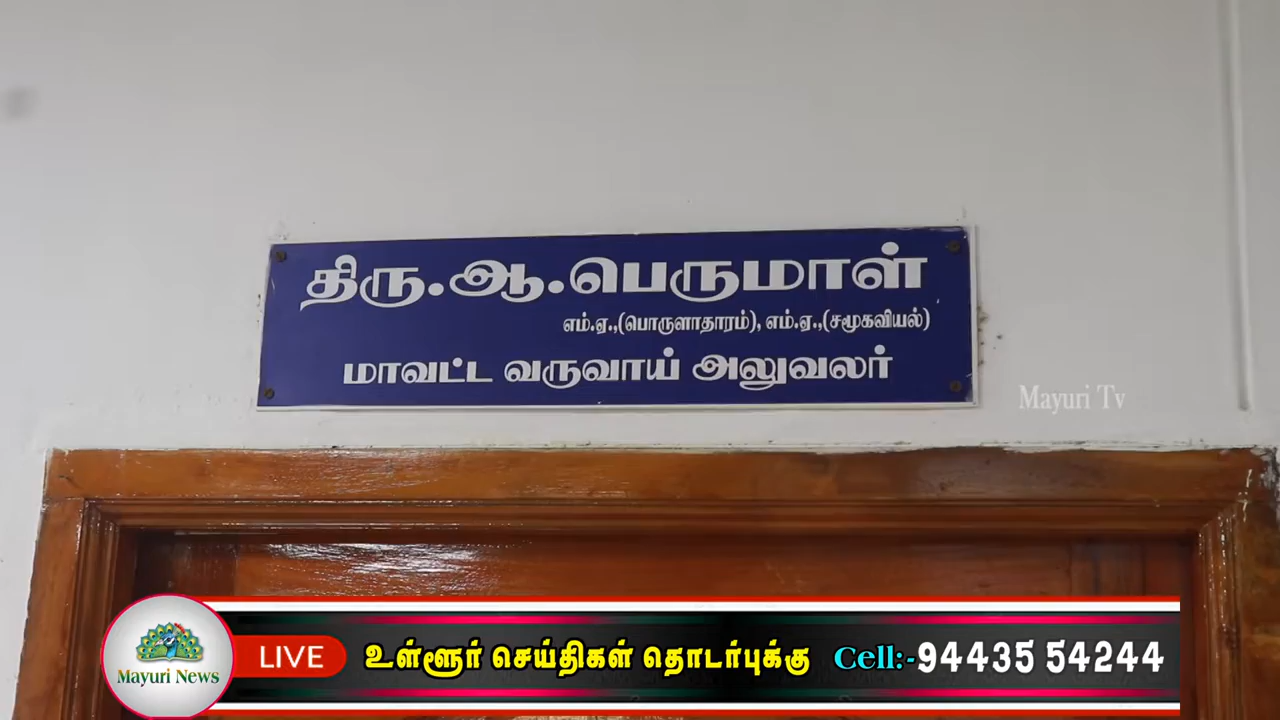 திரு.ஆ.பெருமாள்
எம்.ஏ.,(பொருளாதாரம்), எம்.ஏ.,(சமூகவியல்)
மாவட்ட வருவாய் அலுவலர்
Mayuri Tv
Mayuri News
LIVE
உள்ளூர் செய்திகள் தொடர்புக்கு Cell:-94435 54244